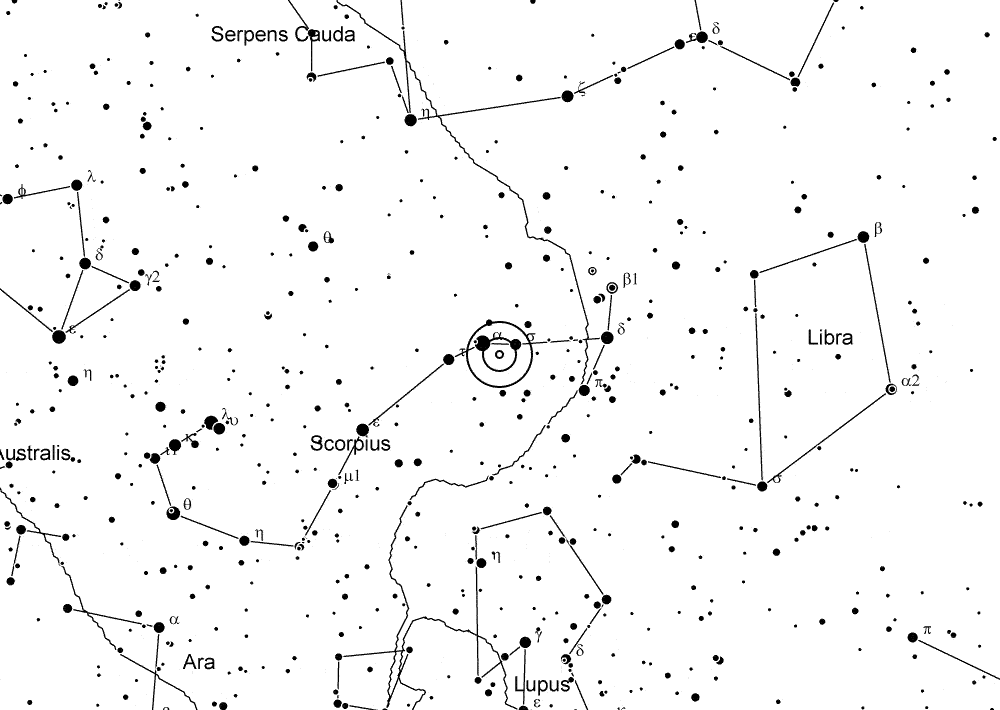 Serpens Cauda
ε
δ
ζ
η
λ
ϕ
θ
β
δ
γ2
β1
ε
α
σ
δ
Libra
τ
π
η
α2
λ
υ
ε
κ
Scorpius
ι1
Australis
μ1
σ
θ
η
η
α
π
γ
δ
Ara
Lupus
ε